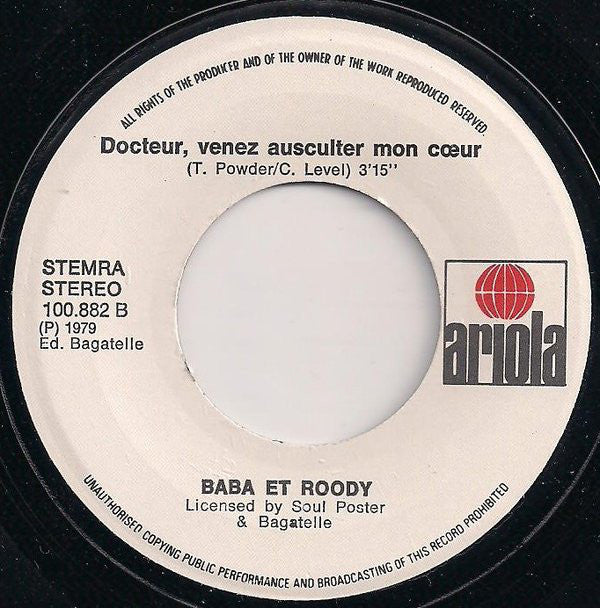 ALL RIGHTS OF THE PRODUCER AND OF THE OWNER OF THE WORK REPRODUCED RESERVED.
Docteur, venez ausculter mon cœur
(T. Powder/C. Level) 3'15''
STEMRA
STEREO
100.882 B
(P) 1979
Ed. Bagatelle
ariola
BABA ET ROODY
Licensed by Soul Poster
& Bagatelle
UNAUTHORISED COPYING PUBLIC PERFORMANCE AND BROADCASTING OF THIS RECORD PROHIBITED